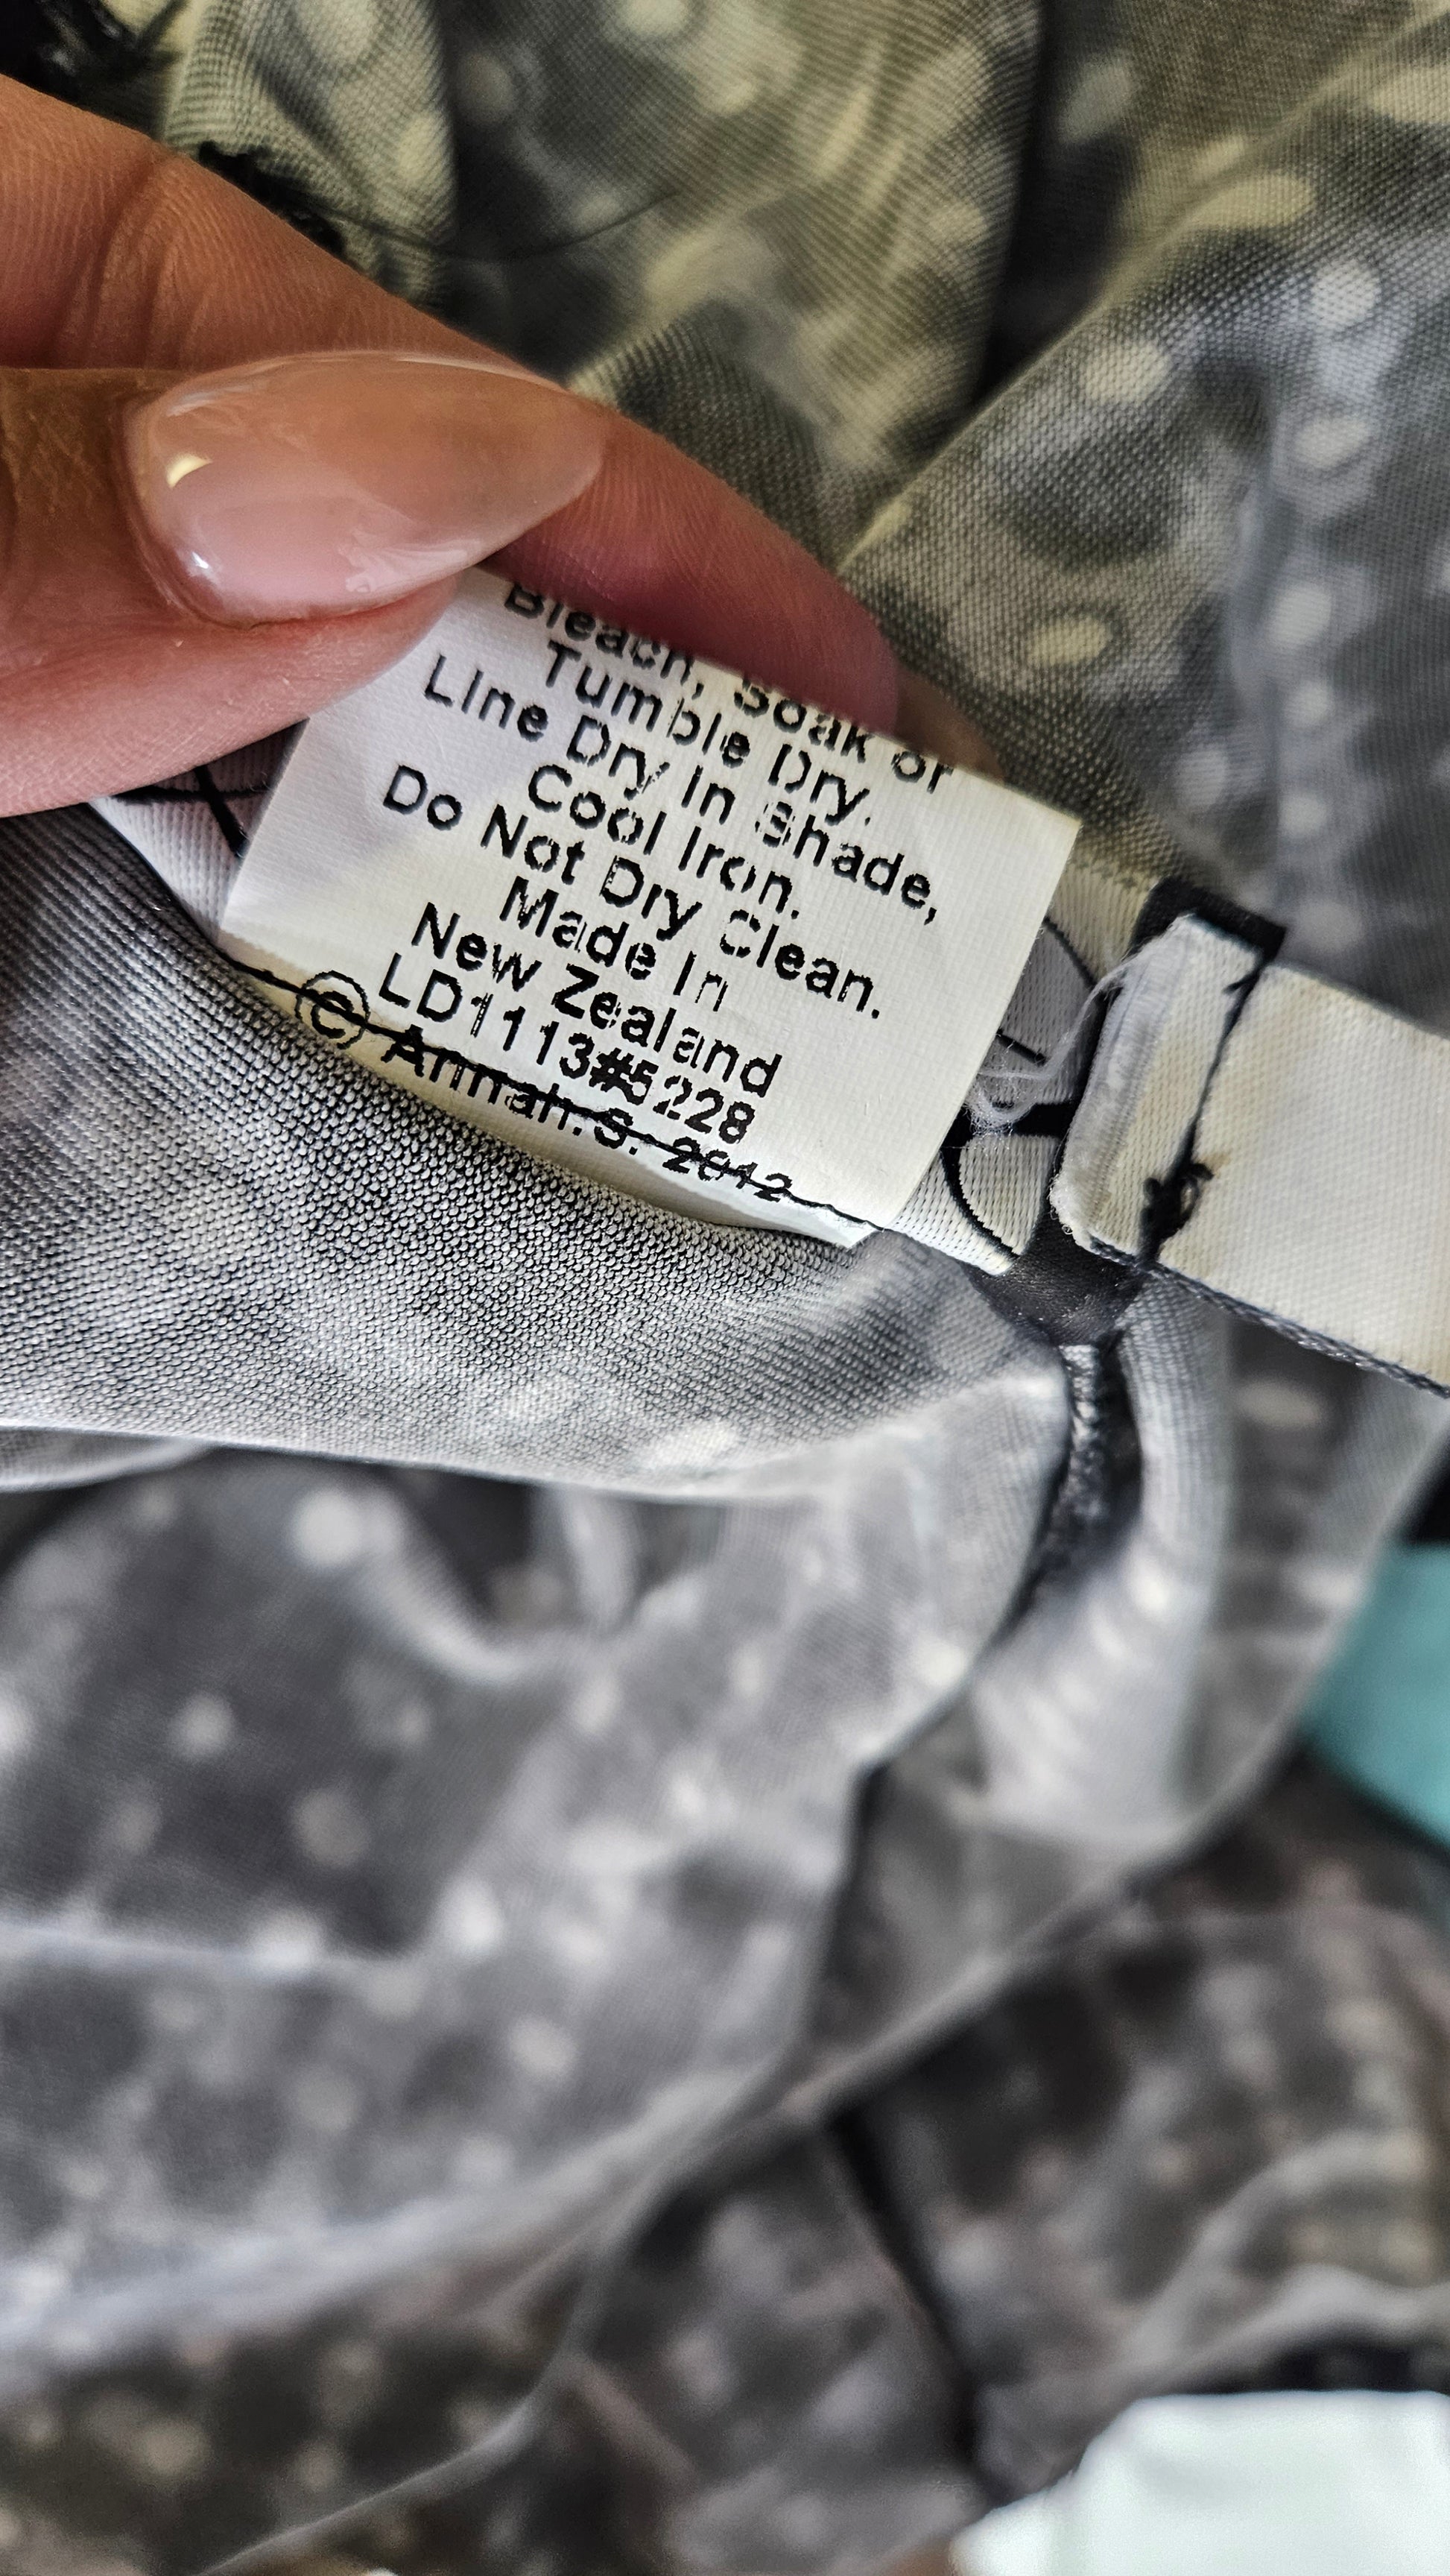 Bleach, Soak or
Tumble Dry.
Line Dry In Shade,
Cool Iron.
Do Not Dry Clean.
Made In
New Zealand
LD1113#5228
© Annah.S. 2012